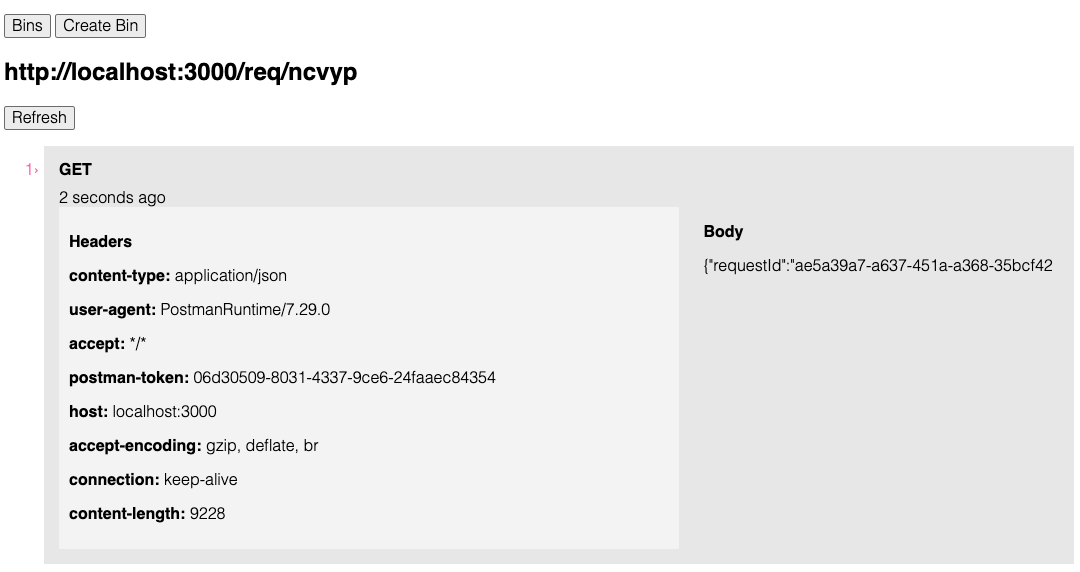 Bins Create Bin
http://localhost:3000/req/ncvyp
Refresh
1› GET
2 seconds ago
Headers
content-type: application/json
user-agent: PostmanRuntime/7.29.0
accept: */*
postman-token: 06d30509-8031-4337-9ce6-24faaec84354
host: localhost:3000
accept-encoding: gzip, deflate, br
connection: keep-alive
content-length: 9228
Body
{"requestId":"ae5a39a7-a637-451a-a368-35bcf42